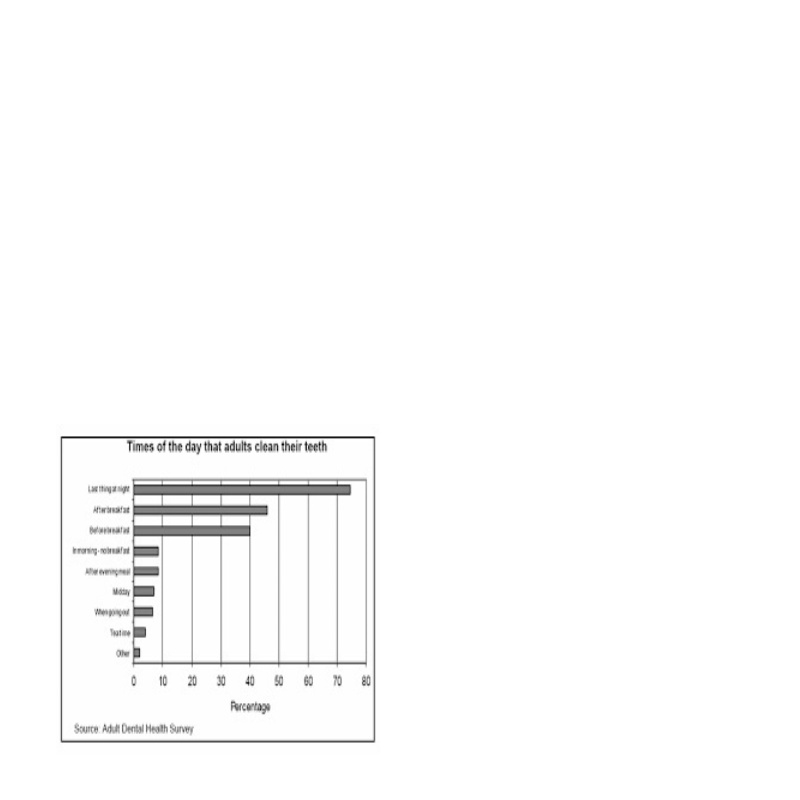 Times of the day that adults clean their teeth
Last thing at night
After breakfast
Before breakfast
In morning - no breakfast
After evening meal
Midday
When going out
Tea time
Other
0 10 20 30 40 50 60 70 80
Percentage
Source: Adult Dental Health Survey